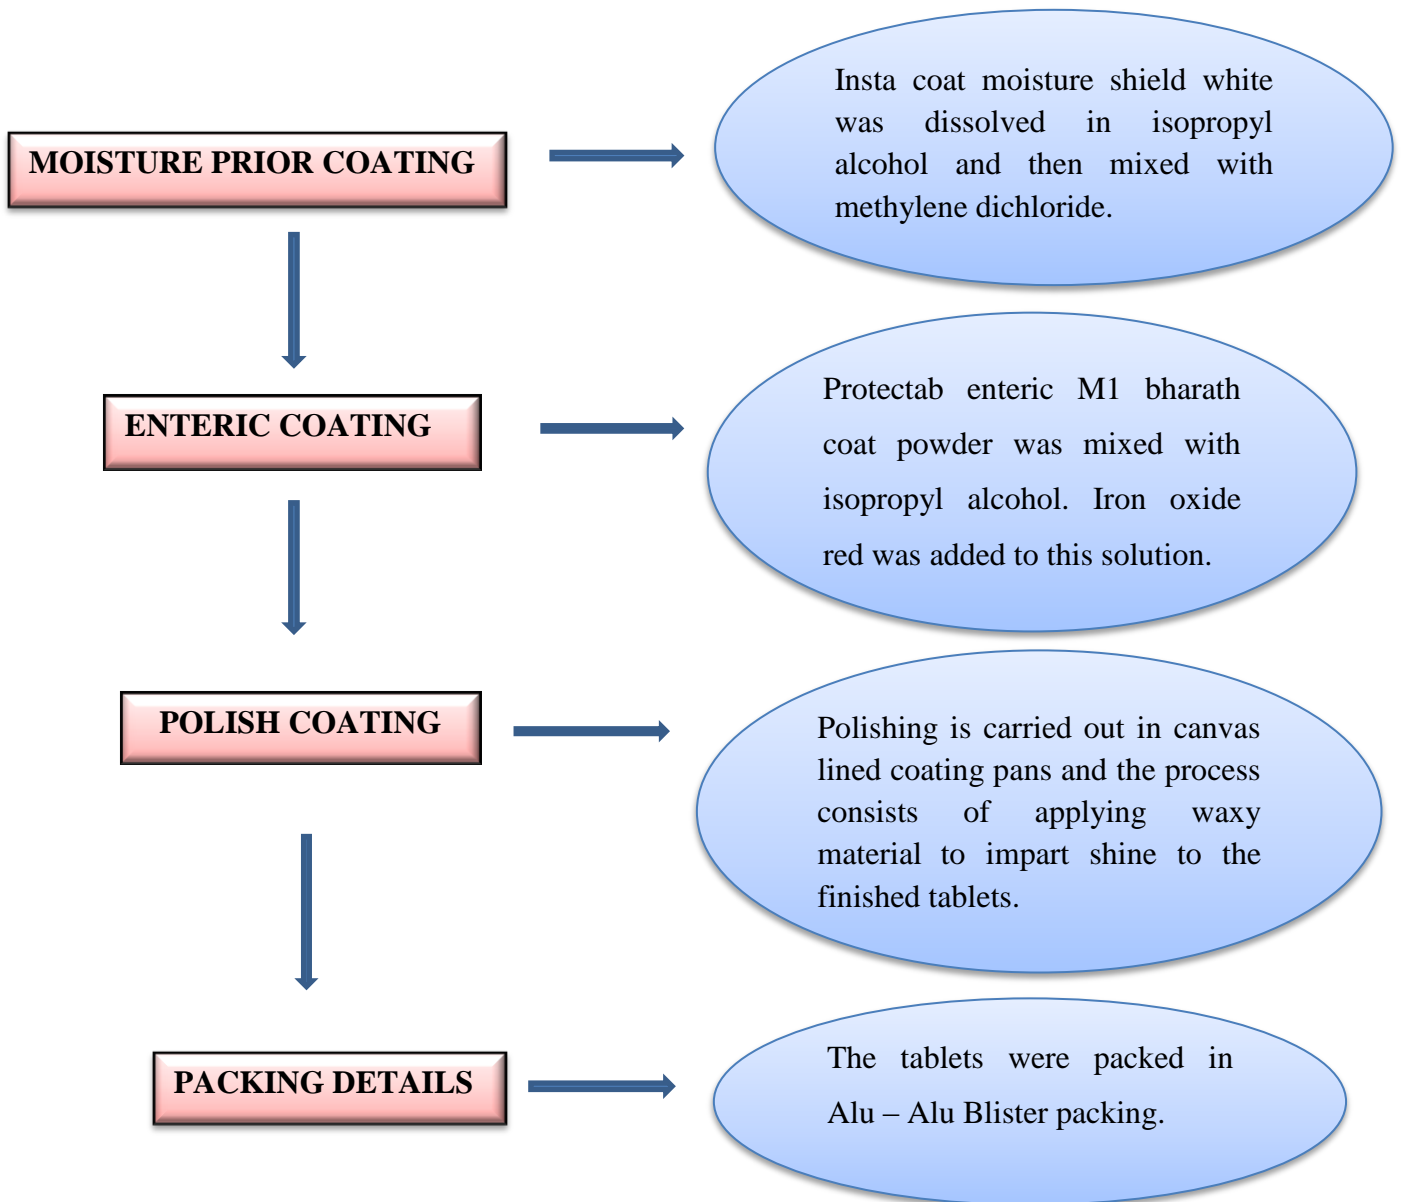 MOISTURE PRIOR COATING
Insta coat moisture shield white
was dissolved in isopropyl
alcohol and then mixed with
methylene dichloride.
ENTERIC COATING
Protectab enteric M1 bharath
coat powder was mixed with
isopropyl alcohol. Iron oxide
red was added to this solution.
POLISH COATING
Polishing is carried out in canvas
lined coating pans and the process
consists of applying waxy
material to impart shine to the
finished tablets.
PACKING DETAILS
The tablets were packed in
Alu – Alu Blister packing.